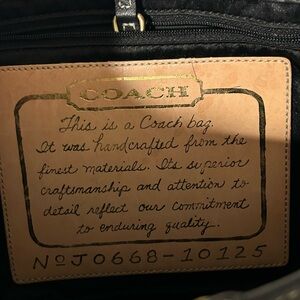 COACH
This is a Coach bag.
It was handcrafted from the
finest materials. Its superior
craftsmanship and attention to
detail reflect our commitment
to enduring quality.
Nº J0668-10125